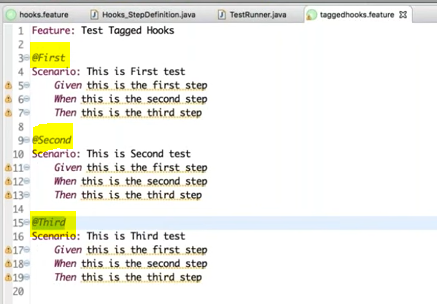 hooks.feature Hooks_StepDefinition.java TestRunner.java taggedhooks.feature
1 Feature: Test Tagged Hooks
2
3 @First
4 Scenario: This is First test
5 Given this is the first step
6 When this is the second step
7 Then this is the third step
8
9 @Second
10 Scenario: This is Second test
11 Given this is the first step
12 When this is the second step
13 Then this is the third step
14
15 @Third
16 Scenario: This is Third test
17 Given this is the first step
18 When this is the second step
19 Then this is the third step
20